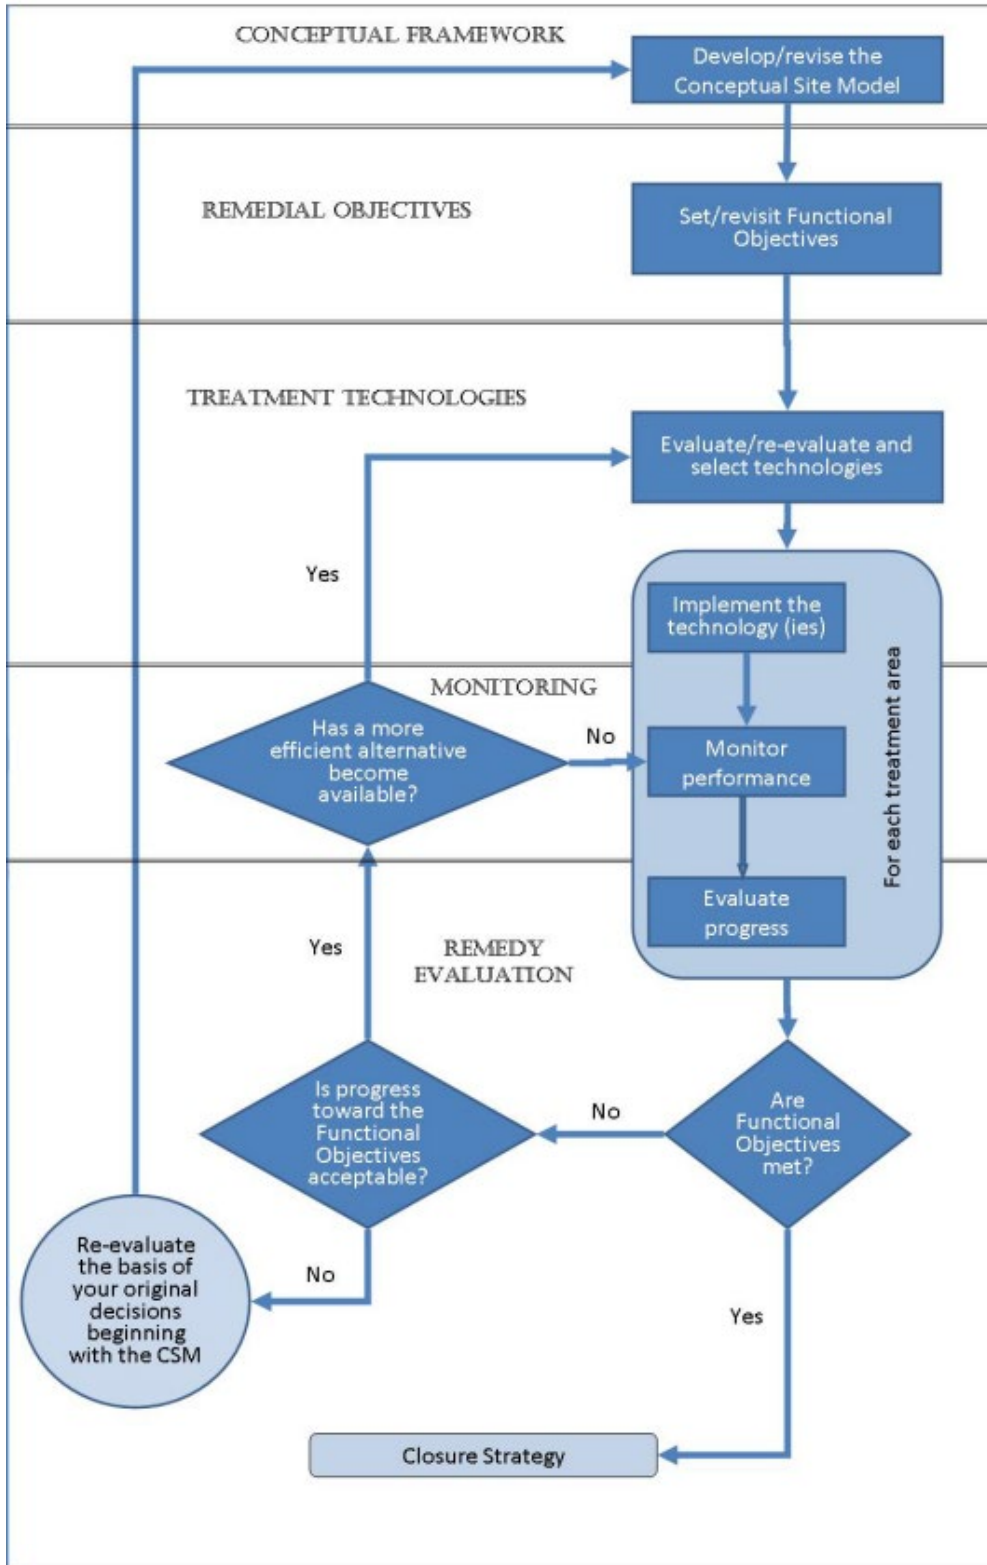 CONCEPTUAL FRAMEWORK
Develop/revise the
Conceptual Site Model
REMEDIAL OBJECTIVES
Set/revisit Functional
Objectives
TREATMENT TECHNOLOGIES
Evaluate/re-evaluate and
select technologies
Yes
Implement the
technology (ies)
For each treatment area
MONITORING
Has a more
efficient alternative
become
available?
No
Monitor
performance
Evaluate
progress
Yes
REMEDY
EVALUATION
Is progress
toward the
Functional
Objectives
acceptable?
No
Are
Functional
Objectives
met?
Re-evaluate
the basis of
your original
decisions
beginning
with the CSM
No
Yes
Closure Strategy